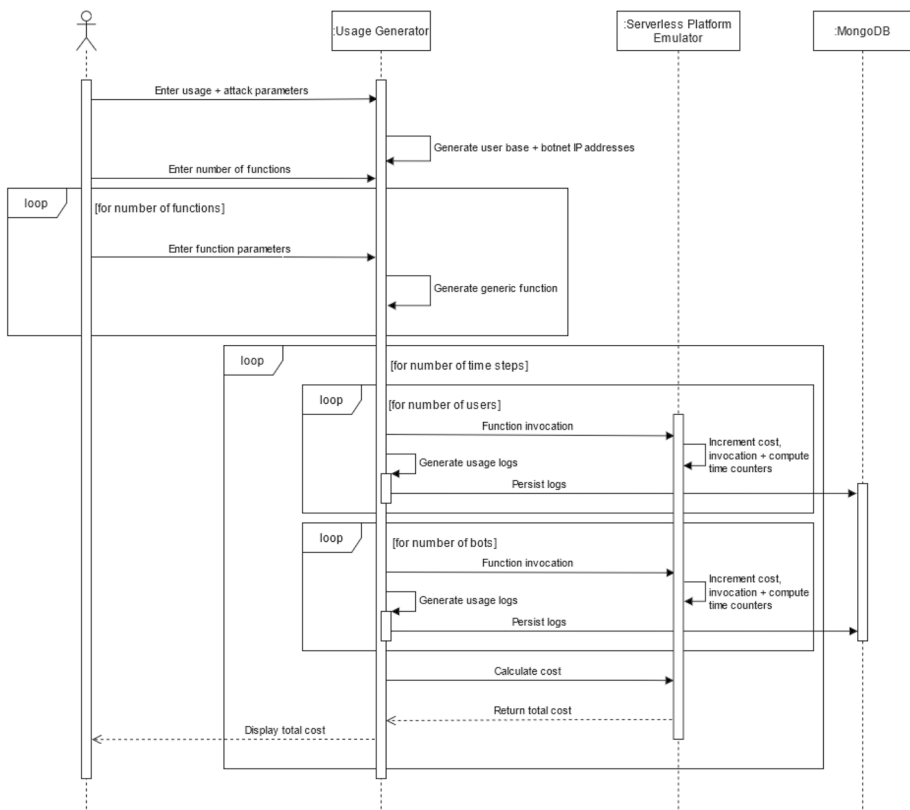 :Usage Generator
:Serverless Platform
Emulator
:MongoDB
Enter usage + attack parameters
Generate user base + botnet IP addresses
Enter number of functions
loop
[for number of functions]
Enter function parameters
Generate generic function
loop
[for number of time steps]
loop
[for number of users]
Function invocation
Increment cost,
invocation + compute
time counters
Generate usage logs
Persist logs
loop
[for number of bots]
Function invocation
Increment cost,
invocation + compute
time counters
Generate usage logs
Persist logs
Calculate cost
Return total cost
Display total cost